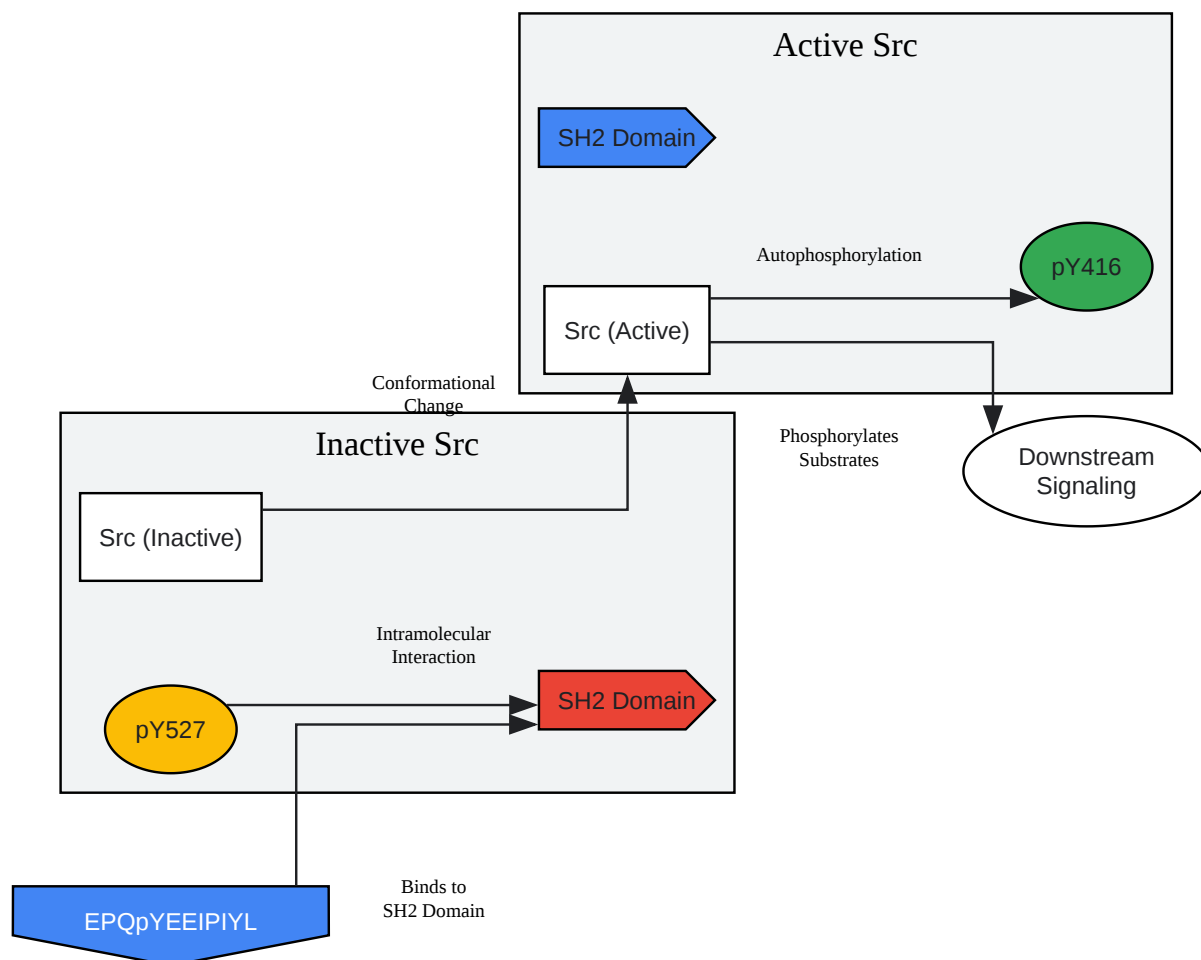 Active Src
SH2 Domain
Autophosphorylation
pY416
Src (Active)
Conformational
Change
Phosphorylates
Substrates
Downstream
Signaling
Inactive Src
Src (Inactive)
Intramolecular
Interaction
SH2 Domain
pY527
Binds to
SH2 Domain
EPQpYEEIPIYL